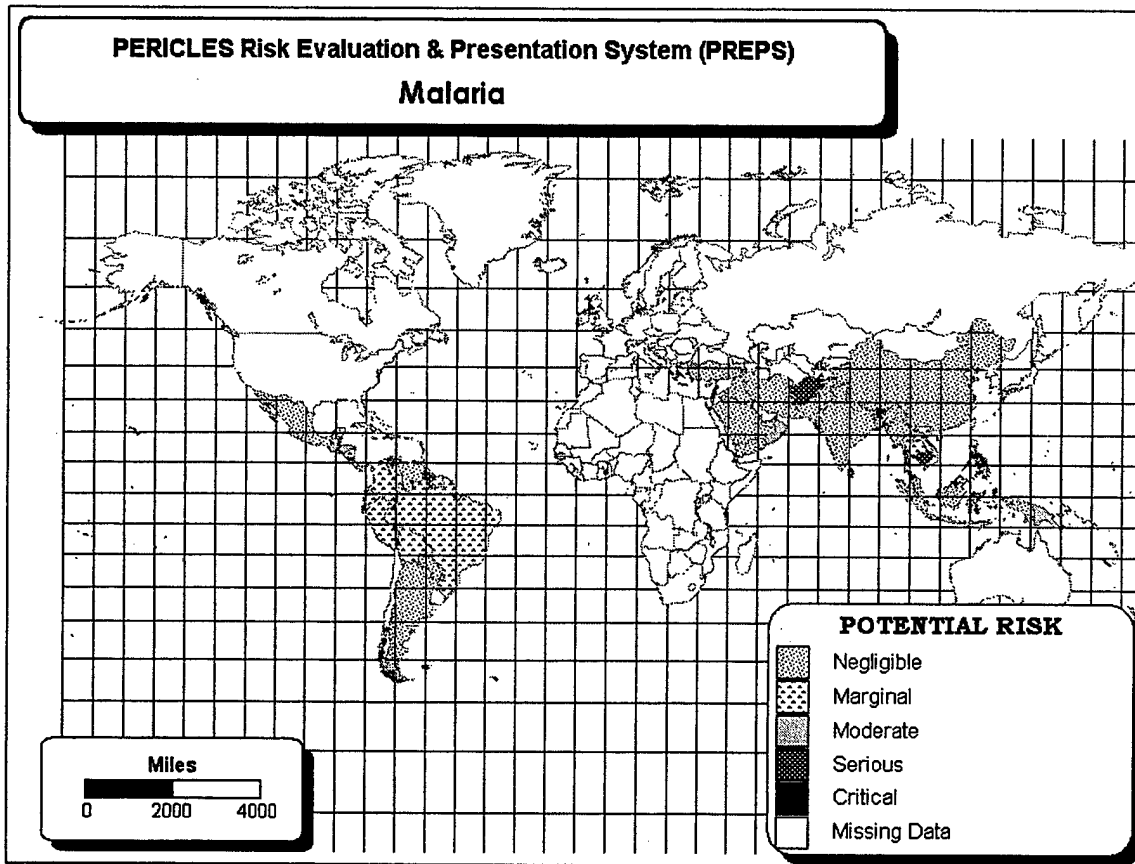 PERICLES Risk Evaluation & Presentation System (PREPS)
Malaria
POTENTIAL RISK
Negligible
Marginal
Moderate
Serious
Critical
Missing Data
Miles
0 2000 4000